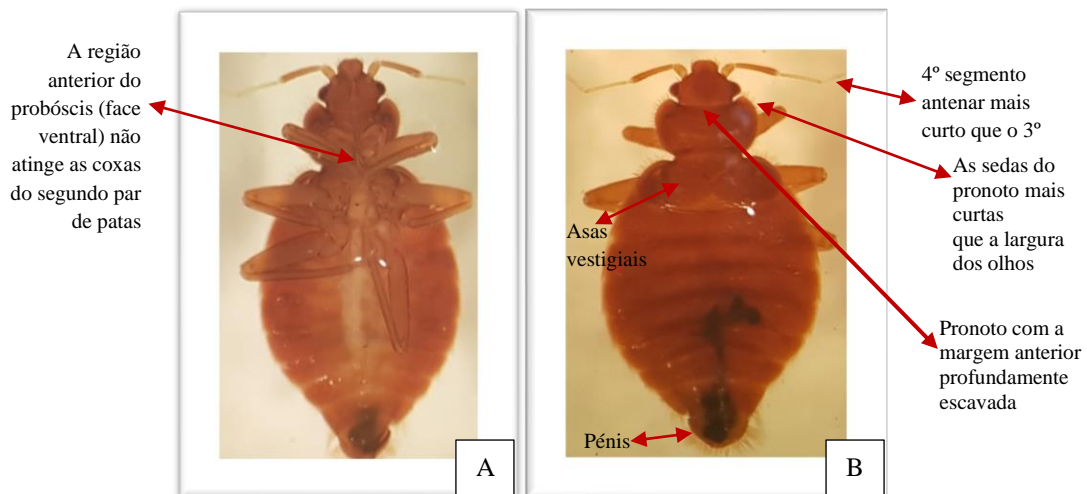 A região
anterior do
probóscis (face
ventral) não
atinge as coxas
do segundo par
de patas
A
4º segmento
antenar mais
curto que o 3º
As sedas do
pronoto mais
curtas
que a largura
dos olhos
Asas
vestigiais
Pronoto com a
margem anterior
profundamente
escavada
Pénis
B